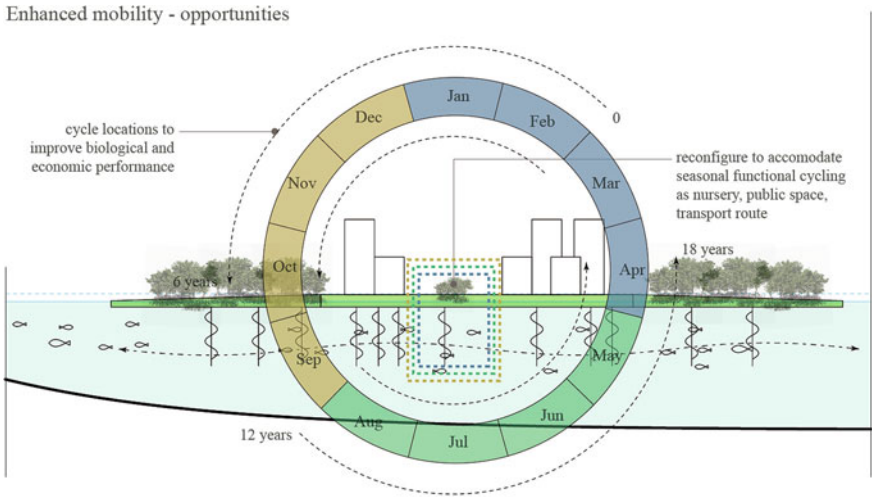 Enhanced mobility - opportunities
Jan
Dec
Feb
0
cycle locations to
improve biological and
economic performance
reconfigure to accomodate
seasonal functional cycling
as nursery, public space,
transport route
Nov
Mar
18 years
Oct
Apr
6 years
Sep
May
Aug
Jun
Jul
12 years